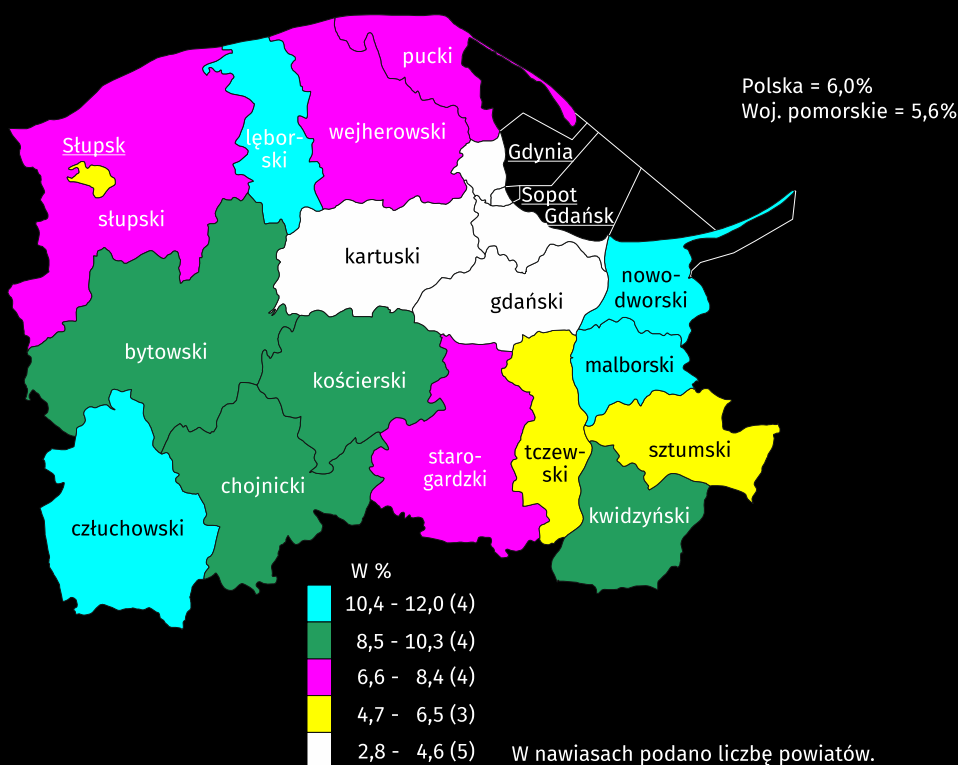 pucki
Polska = 6,0%
Woj. pomorskie = 5,6%
wejherowski
lębor-
ski
Słupsk
Gdynia
Sopot
Gdańsk
słupski
kartuski
nowo-
dworski
gdański
bytowski
malborski
kościerski
sztumski
staro-
gardzki
tczew-
ski
chojnicki
kwidzyński
człuchowski
W %
10,4 - 12,0 (4)
8,5 - 10,3 (4)
6,6 - 8,4 (4)
4,7 - 6,5 (3)
2,8 - 4,6 (5)
W nawiasach podano liczbę powiatów.